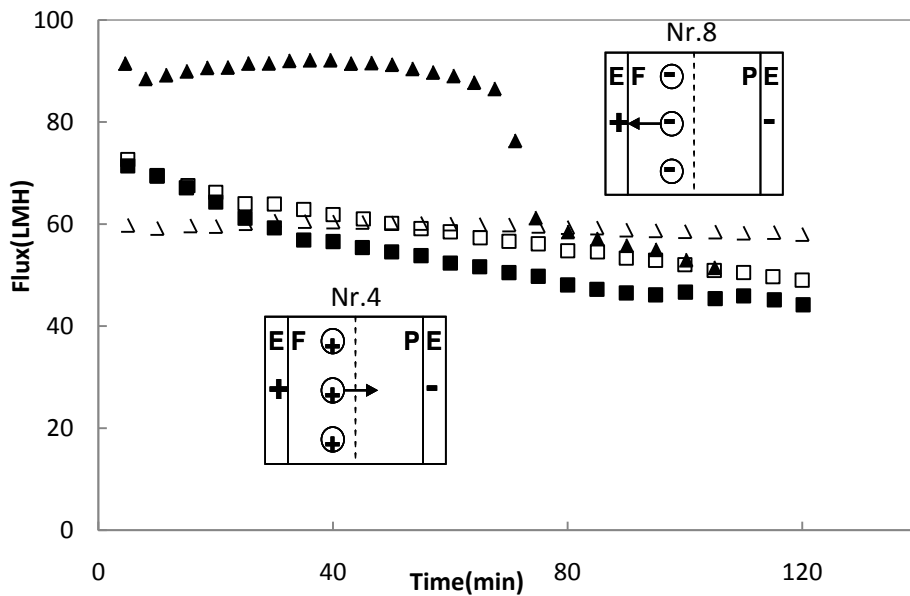 100
80
60
40
20
0
Flux(LMH)
Nr.8
E F P E
+ - -
-
-
Nr.4
E F P E
+ + -
+
+
0 40 80 120
Time(min)